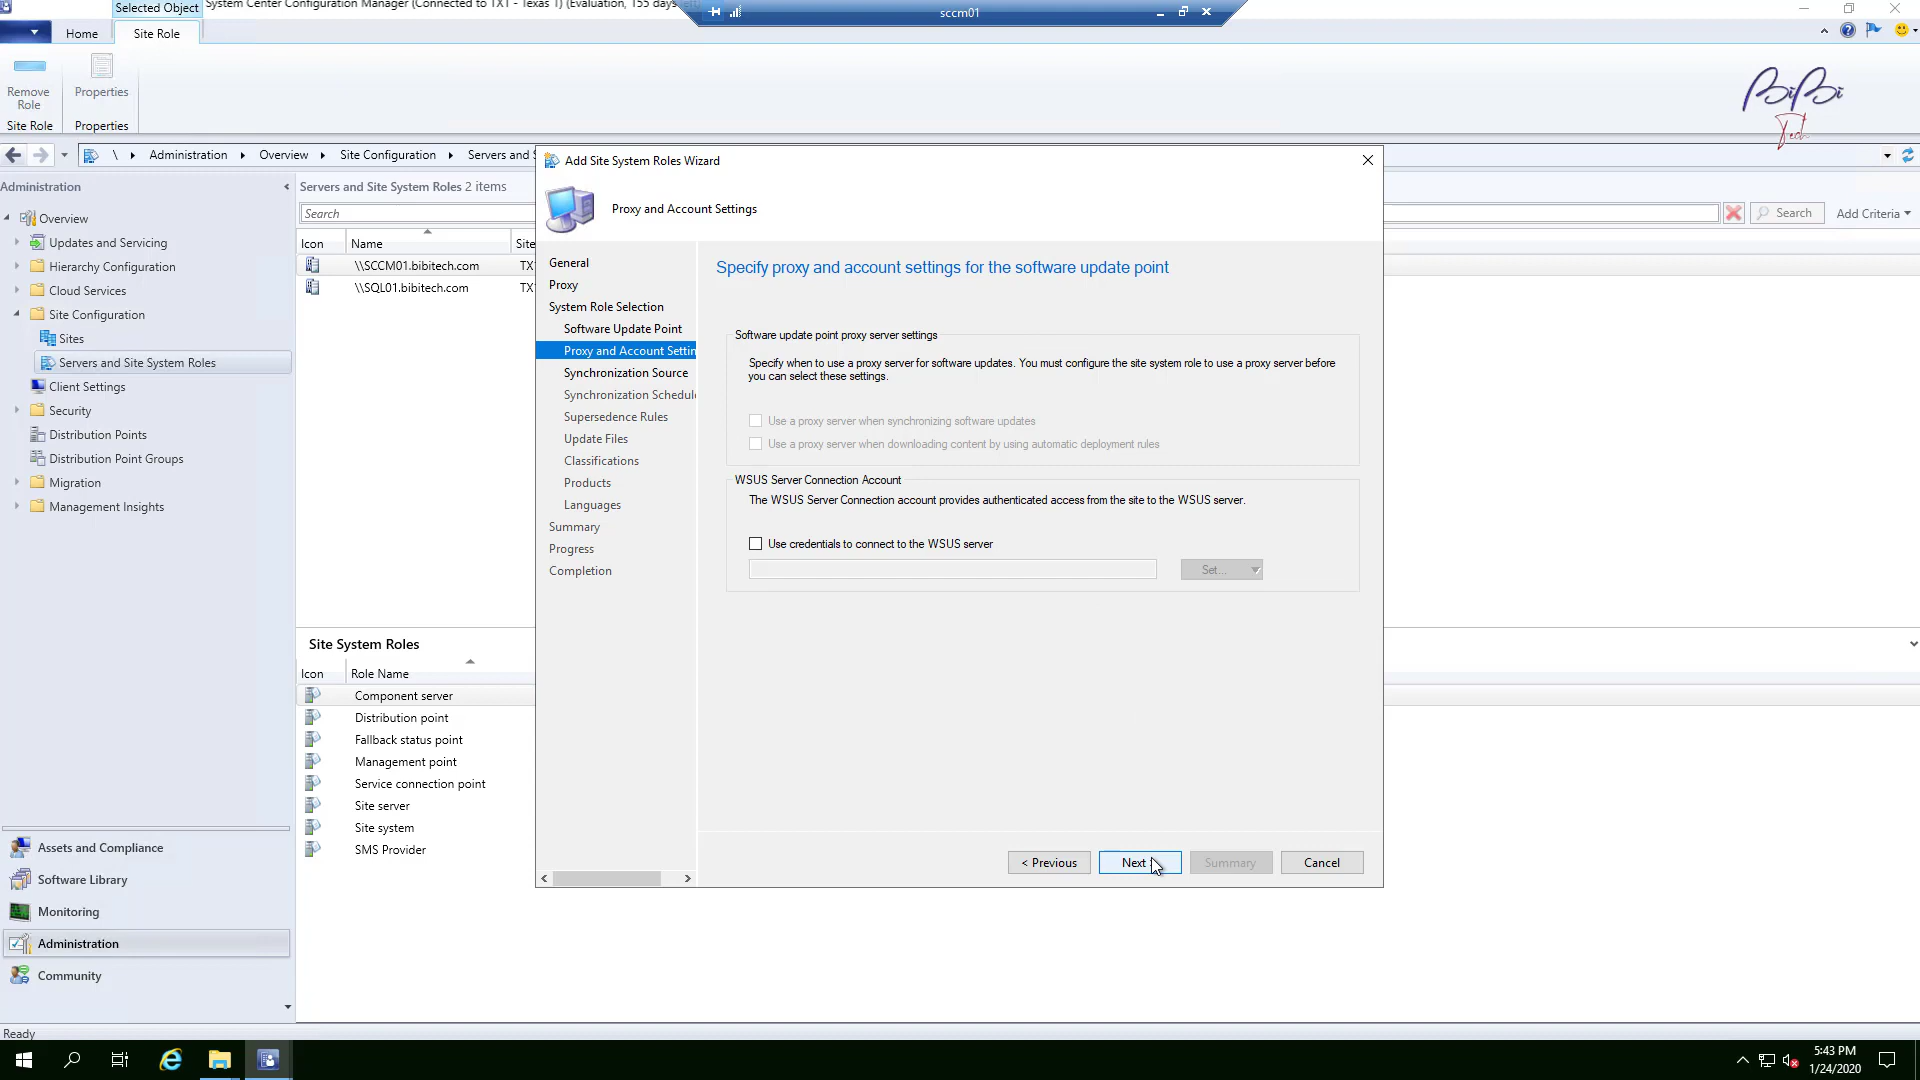 Selected Object
System Center Configuration Manager (Connected to TX1 - Texas 1) (Evaluation, 155 days
sccm01
Home
Site Role
Remove Role
Properties
Site Role
Properties
BiBi Tech
\ Administration Overview Site Configuration Servers and S
Add Site System Roles Wizard
Administration
Servers and Site System Roles 2 items
Proxy and Account Settings
Overview
Search
Search
Add Criteria
Updates and Servicing
Icon Name Site
Hierarchy Configuration
\\SCCM01.bibitech.com TX
Cloud Services
\\SQL01.bibitech.com TX
Site Configuration
Sites
Servers and Site System Roles
Client Settings
Security
Distribution Points
Distribution Point Groups
Migration
Management Insights
General
Proxy
System Role Selection
Software Update Point
Proxy and Account Settin
Synchronization Source
Synchronization Schedul
Supersedence Rules
Update Files
Classifications
Products
Languages
Summary
Progress
Completion
Specify proxy and account settings for the software update point
Software update point proxy server settings
Specify when to use a proxy server for software updates. You must configure the site system role to use a proxy server before
you can select these settings.
Use a proxy server when synchronizing software updates
Use a proxy server when downloading content by using automatic deployment rules
WSUS Server Connection Account
The WSUS Server Connection account provides authenticated access from the site to the WSUS server.
Use credentials to connect to the WSUS server
Set...
Site System Roles
Icon Role Name
Component server
Distribution point
Fallback status point
Management point
Service connection point
Site server
Site system
SMS Provider
< Previous
Next
Summary
Cancel
Assets and Compliance
Software Library
Monitoring
Administration
Community
Ready
5:43 PM
1/24/2020